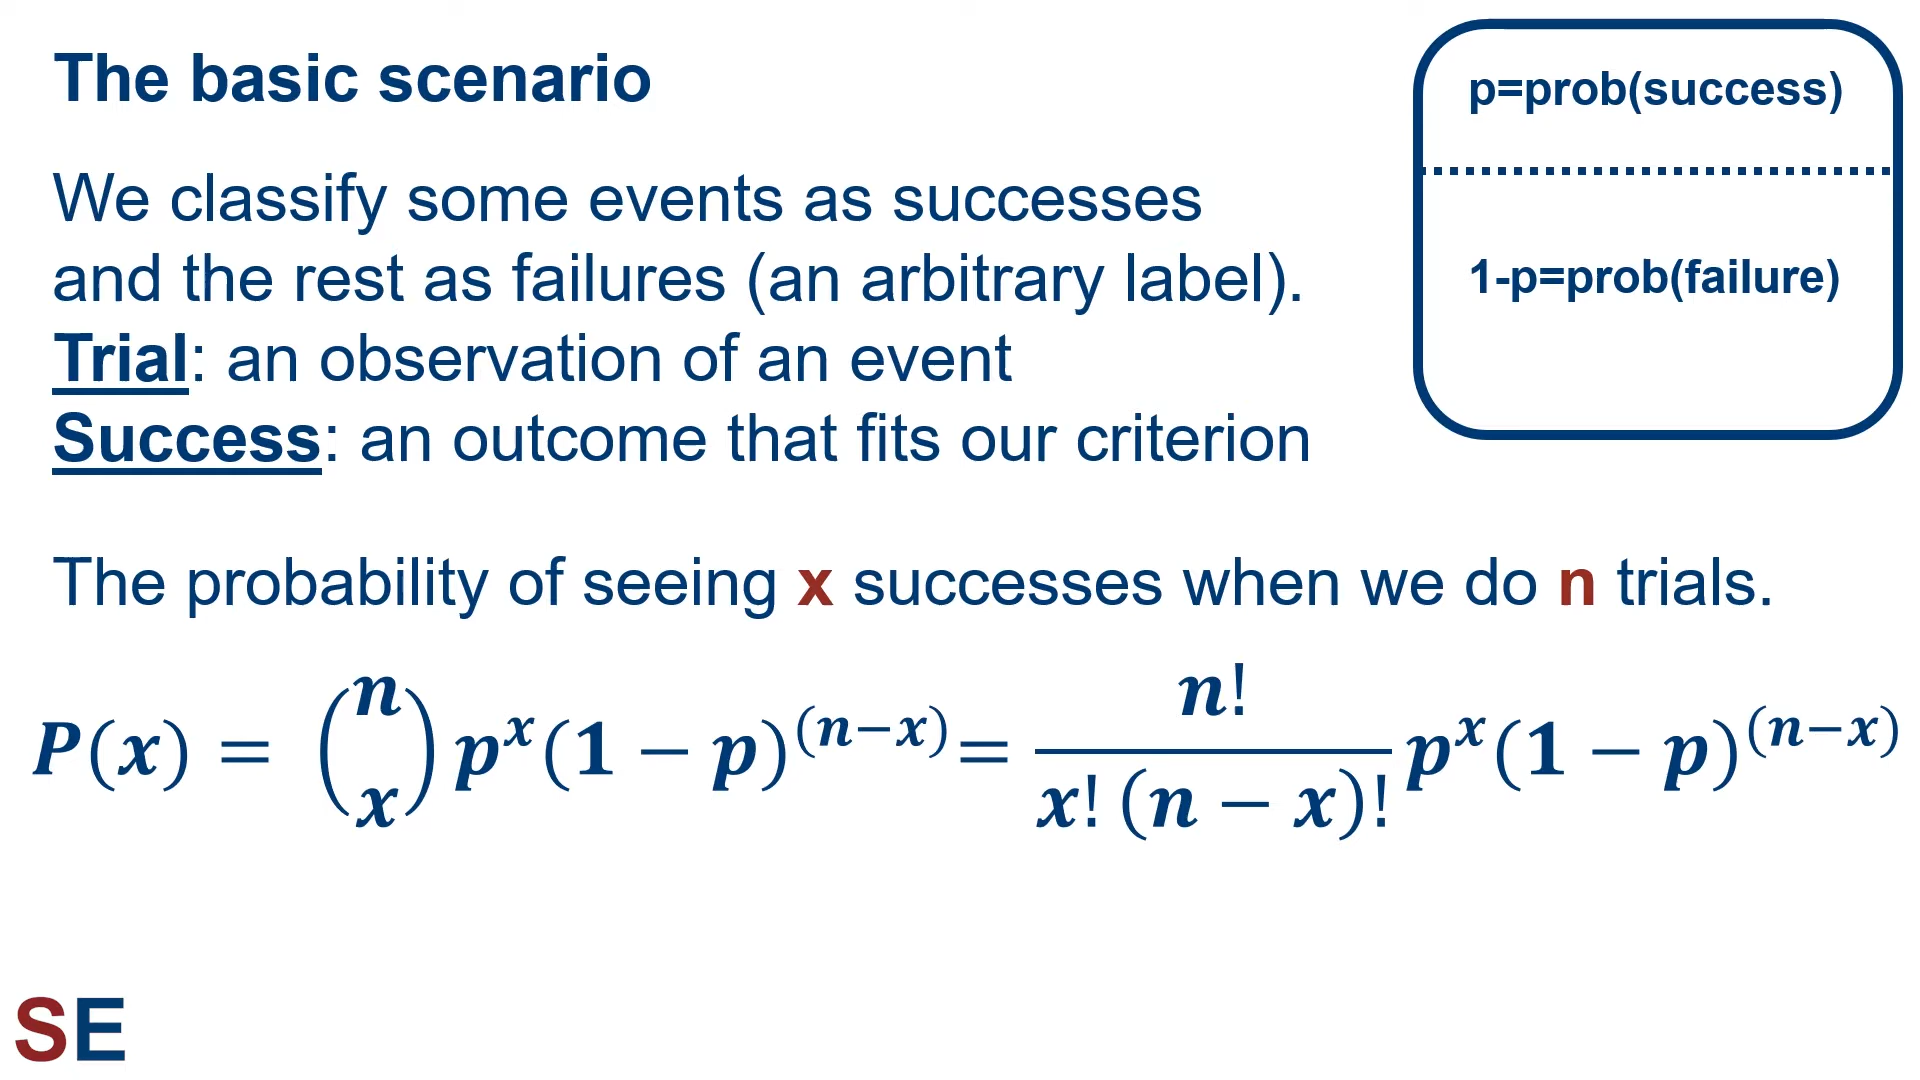 The basic scenario
p=prob(success)
We classify some events as successes
and the rest as failures (an arbitrary label).
1-p=prob(failure)
Trial: an observation of an event
Success: an outcome that fits our criterion
The probability of seeing x successes when we do n trials.
P(x) = \binom{n}{x} p^x (1 − p)^{(n−x)} = \frac{n!}{x! (n − x)!} p^x (1 − p)^{(n−x)}
SE